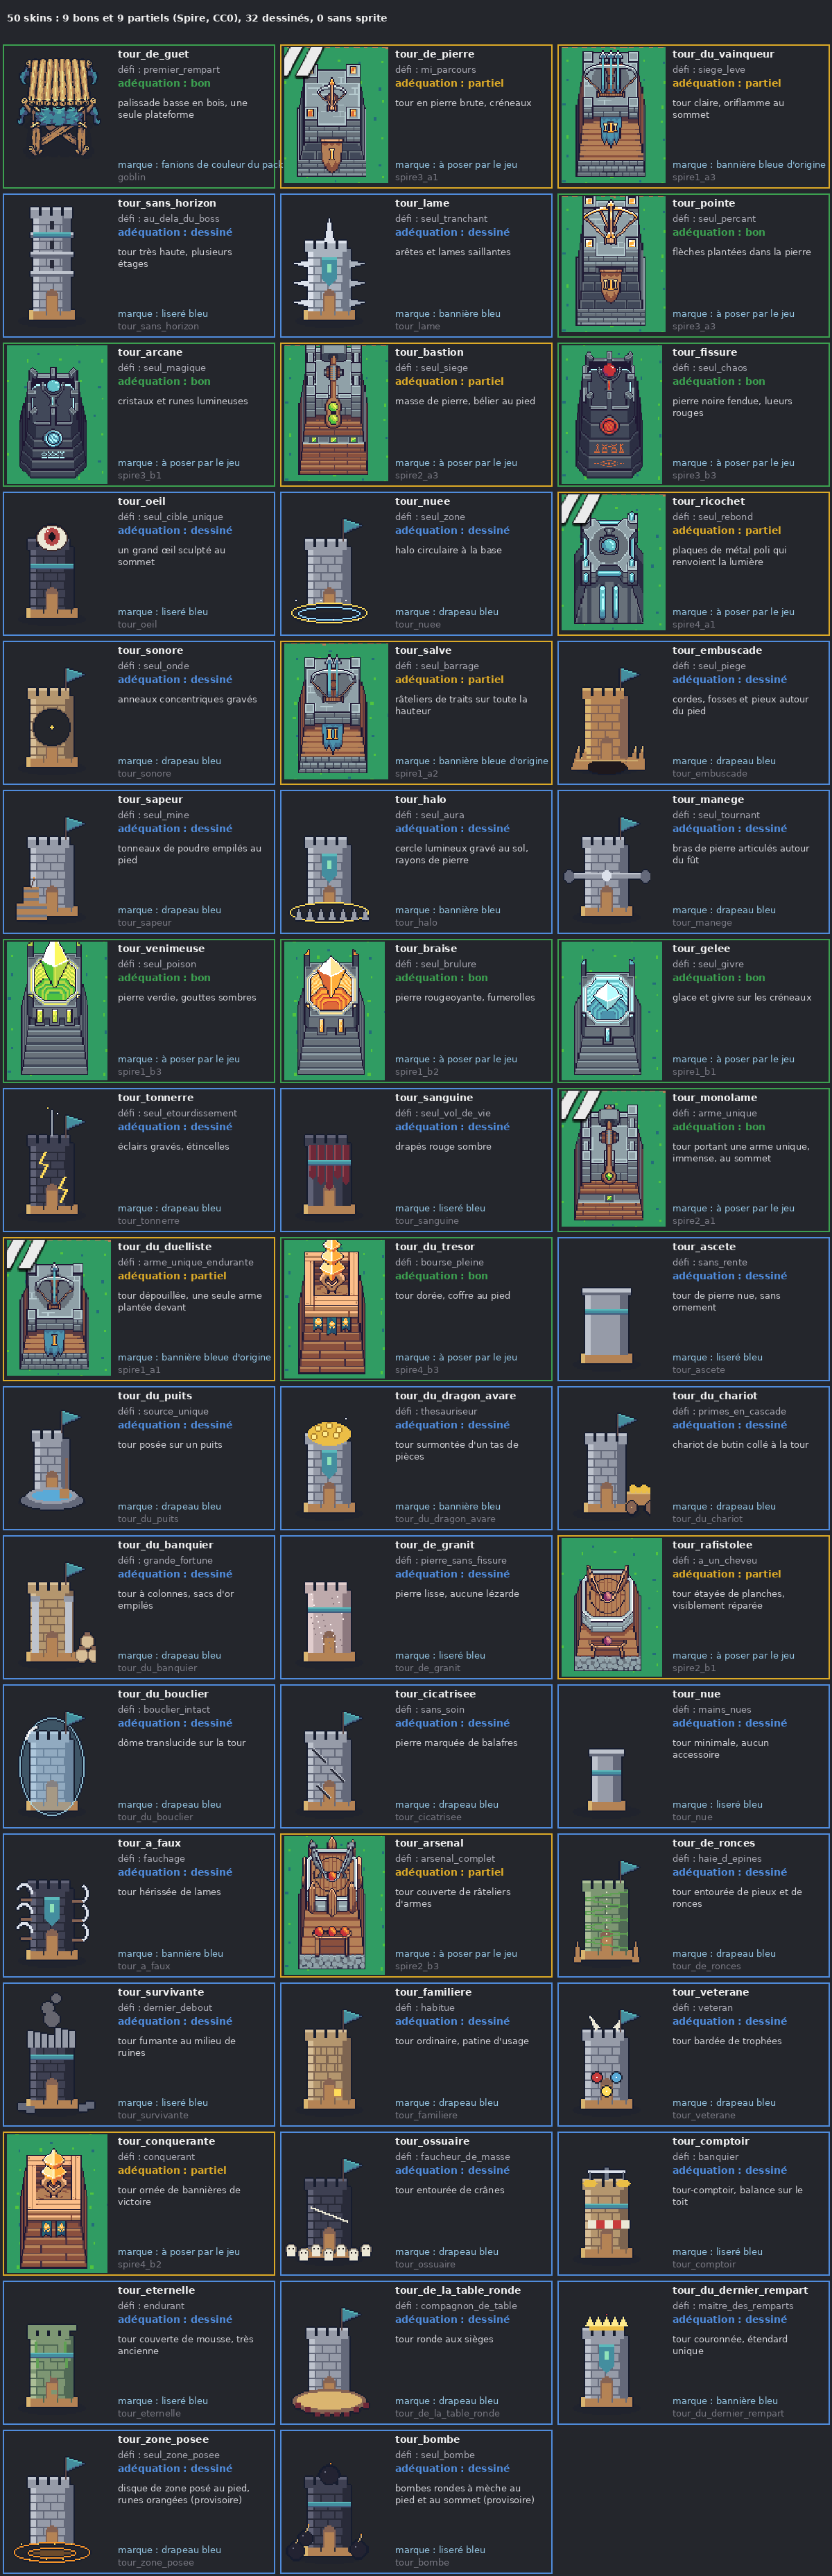 50 skins : 9 bons et 9 partiels (Spire, CC0), 32 dessinés, 0 sans sprite
tour_de_guet
défi : premier_rempart
adéquation : bon
palissade basse en bois, une
seule plateforme
marque : fanions de couleur du pack
goblin
tour_de_pierre
défi : mi_parcours
adéquation : partiel
tour en pierre brute, créneaux
marque : à poser par le jeu
spire3_a1
tour_du_vainqueur
défi : siege_leve
adéquation : partiel
tour claire, oriflamme au
sommet
marque : bannière bleue d'origine
spire1_a3
tour_sans_horizon
défi : au_dela_du_boss
adéquation : dessiné
tour très haute, plusieurs
étages
marque : liseré bleu
tour_sans_horizon
tour_lame
défi : seul_tranchant
adéquation : dessiné
arêtes et lames saillantes
marque : bannière bleu
tour_lame
tour_pointe
défi : seul_percant
adéquation : bon
flèches plantées dans la pierre
marque : à poser par le jeu
spire3_a3
tour_arcane
défi : seul_magique
adéquation : bon
cristaux et runes lumineuses
marque : à poser par le jeu
spire3_b1
tour_bastion
défi : seul_siege
adéquation : partiel
masse de pierre, bélier au pied
marque : à poser par le jeu
spire2_a3
tour_fissure
défi : seul_chaos
adéquation : bon
pierre noire fendue, lueurs
rouges
marque : à poser par le jeu
spire3_b3
tour_oeil
défi : seul_cible_unique
adéquation : dessiné
un grand œil sculpté au
sommet
marque : liseré bleu
tour_oeil
tour_nuee
défi : seul_zone
adéquation : dessiné
halo circulaire à la base
marque : drapeau bleu
tour_nuee
tour_ricochet
défi : seul_rebond
adéquation : partiel
plaques de métal poli qui
renvoient la lumière
marque : à poser par le jeu
spire4_a1
tour_sonore
défi : seul_onde
adéquation : dessiné
anneaux concentriques gravés
marque : drapeau bleu
tour_sonore
tour_salve
défi : seul_barrage
adéquation : partiel
râteliers de traits sur toute la
hauteur
marque : bannière bleue d'origine
spire1_a2
tour_embuscade
défi : seul_piege
adéquation : dessiné
cordes, fosses et pieux autour
du pied
marque : drapeau bleu
tour_embuscade
tour_sapeur
défi : seul_mine
adéquation : dessiné
tonneaux de poudre empilés au
pied
marque : drapeau bleu
tour_sapeur
tour_halo
défi : seul_aura
adéquation : dessiné
cercle lumineux gravé au sol,
rayons de pierre
marque : bannière bleu
tour_halo
tour_manege
défi : seul_tournant
adéquation : dessiné
bras de pierre articulés autour
du fût
marque : drapeau bleu
tour_manege
tour_venimeuse
défi : seul_poison
adéquation : bon
pierre verdie, gouttes sombres
marque : à poser par le jeu
spire1_b3
tour_braise
défi : seul_brulure
adéquation : bon
pierre rougeoyante, fumerolles
marque : à poser par le jeu
spire1_b2
tour_gelee
défi : seul_givre
adéquation : bon
glace et givre sur les créneaux
marque : à poser par le jeu
spire1_b1
tour_tonnerre
défi : seul_etourdissement
adéquation : dessiné
éclairs gravés, étincelles
marque : drapeau bleu
tour_tonnerre
tour_sanguine
défi : seul_vol_de_vie
adéquation : dessiné
drapés rouge sombre
marque : liseré bleu
tour_sanguine
tour_monolame
défi : arme_unique
adéquation : bon
tour portant une arme unique,
immense, au sommet
marque : à poser par le jeu
spire2_a1
tour_du_duelliste
défi : arme_unique_endurante
adéquation : partiel
tour dépouillée, une seule arme
plantée devant
marque : bannière bleue d'origine
spire1_a1
tour_du_tresor
défi : bourse_pleine
adéquation : bon
tour dorée, coffre au pied
marque : à poser par le jeu
spire4_b3
tour_ascete
défi : sans_rente
adéquation : dessiné
tour de pierre nue, sans
ornement
marque : liseré bleu
tour_ascete
tour_du_puits
défi : source_unique
adéquation : dessiné
tour posée sur un puits
marque : drapeau bleu
tour_du_puits
tour_du_dragon_avare
défi : thesauriseur
adéquation : dessiné
tour surmontée d'un tas de
pièces
marque : bannière bleu
tour_du_dragon_avare
tour_du_chariot
défi : primes_en_cascade
adéquation : dessiné
chariot de butin collé à la tour
marque : drapeau bleu
tour_du_chariot
tour_du_banquier
défi : grande_fortune
adéquation : dessiné
tour à colonnes, sacs d'or
empilés
marque : drapeau bleu
tour_du_banquier
tour_de_granit
défi : pierre_sans_fissure
adéquation : dessiné
pierre lisse, aucune lézarde
marque : liseré bleu
tour_de_granit
tour_rafistolee
défi : a_un_cheveu
adéquation : partiel
tour étayée de planches,
visiblement réparée
marque : à poser par le jeu
spire2_b1
tour_du_bouclier
défi : bouclier_intact
adéquation : dessiné
dôme translucide sur la tour
marque : drapeau bleu
tour_du_bouclier
tour_cicatrisee
défi : sans_soin
adéquation : dessiné
pierre marquée de balafres
marque : drapeau bleu
tour_cicatrisee
tour_nue
défi : mains_nues
adéquation : dessiné
tour minimale, aucun
accessoire
marque : liseré bleu
tour_nue
tour_a_faux
défi : fauchage
adéquation : dessiné
tour hérissée de lames
marque : bannière bleu
tour_a_faux
tour_arsenal
défi : arsenal_complet
adéquation : partiel
tour couverte de râteliers
d'armes
marque : à poser par le jeu
spire2_b3
tour_de_ronces
défi : haie_d_epines
adéquation : dessiné
tour entourée de pieux et de
ronces
marque : drapeau bleu
tour_de_ronces
tour_survivante
défi : dernier_debout
adéquation : dessiné
tour fumante au milieu de
ruines
marque : liseré bleu
tour_survivante
tour_familiere
défi : habitue
adéquation : dessiné
tour ordinaire, patine d'usage
marque : drapeau bleu
tour_familiere
tour_veterane
défi : veteran
adéquation : dessiné
tour bardée de trophées
marque : drapeau bleu
tour_veterane
tour_conquerante
défi : conquerant
adéquation : partiel
tour ornée de bannières de
victoire
marque : à poser par le jeu
spire4_b2
tour_ossuaire
défi : faucheur_de_masse
adéquation : dessiné
tour entourée de crânes
marque : drapeau bleu
tour_ossuaire
tour_comptoir
défi : banquier
adéquation : dessiné
tour-comptoir, balance sur le
toit
marque : liseré bleu
tour_comptoir
tour_eternelle
défi : endurant
adéquation : dessiné
tour couverte de mousse, très
ancienne
marque : liseré bleu
tour_eternelle
tour_de_la_table_ronde
défi : compagnon_de_table
adéquation : dessiné
tour ronde aux sièges
marque : drapeau bleu
tour_de_la_table_ronde
tour_du_dernier_rempart
défi : maitre_des_remparts
adéquation : dessiné
tour couronnée, étendard
unique
marque : bannière bleu
tour_du_dernier_rempart
tour_zone_posee
défi : seul_zone_posee
adéquation : dessiné
disque de zone posé au pied,
runes orangées (provisoire)
marque : drapeau bleu
tour_zone_posee
tour_bombe
défi : seul_bombe
adéquation : dessiné
bombes rondes à mèche au
pied et au sommet (provisoire)
marque : liseré bleu
tour_bombe